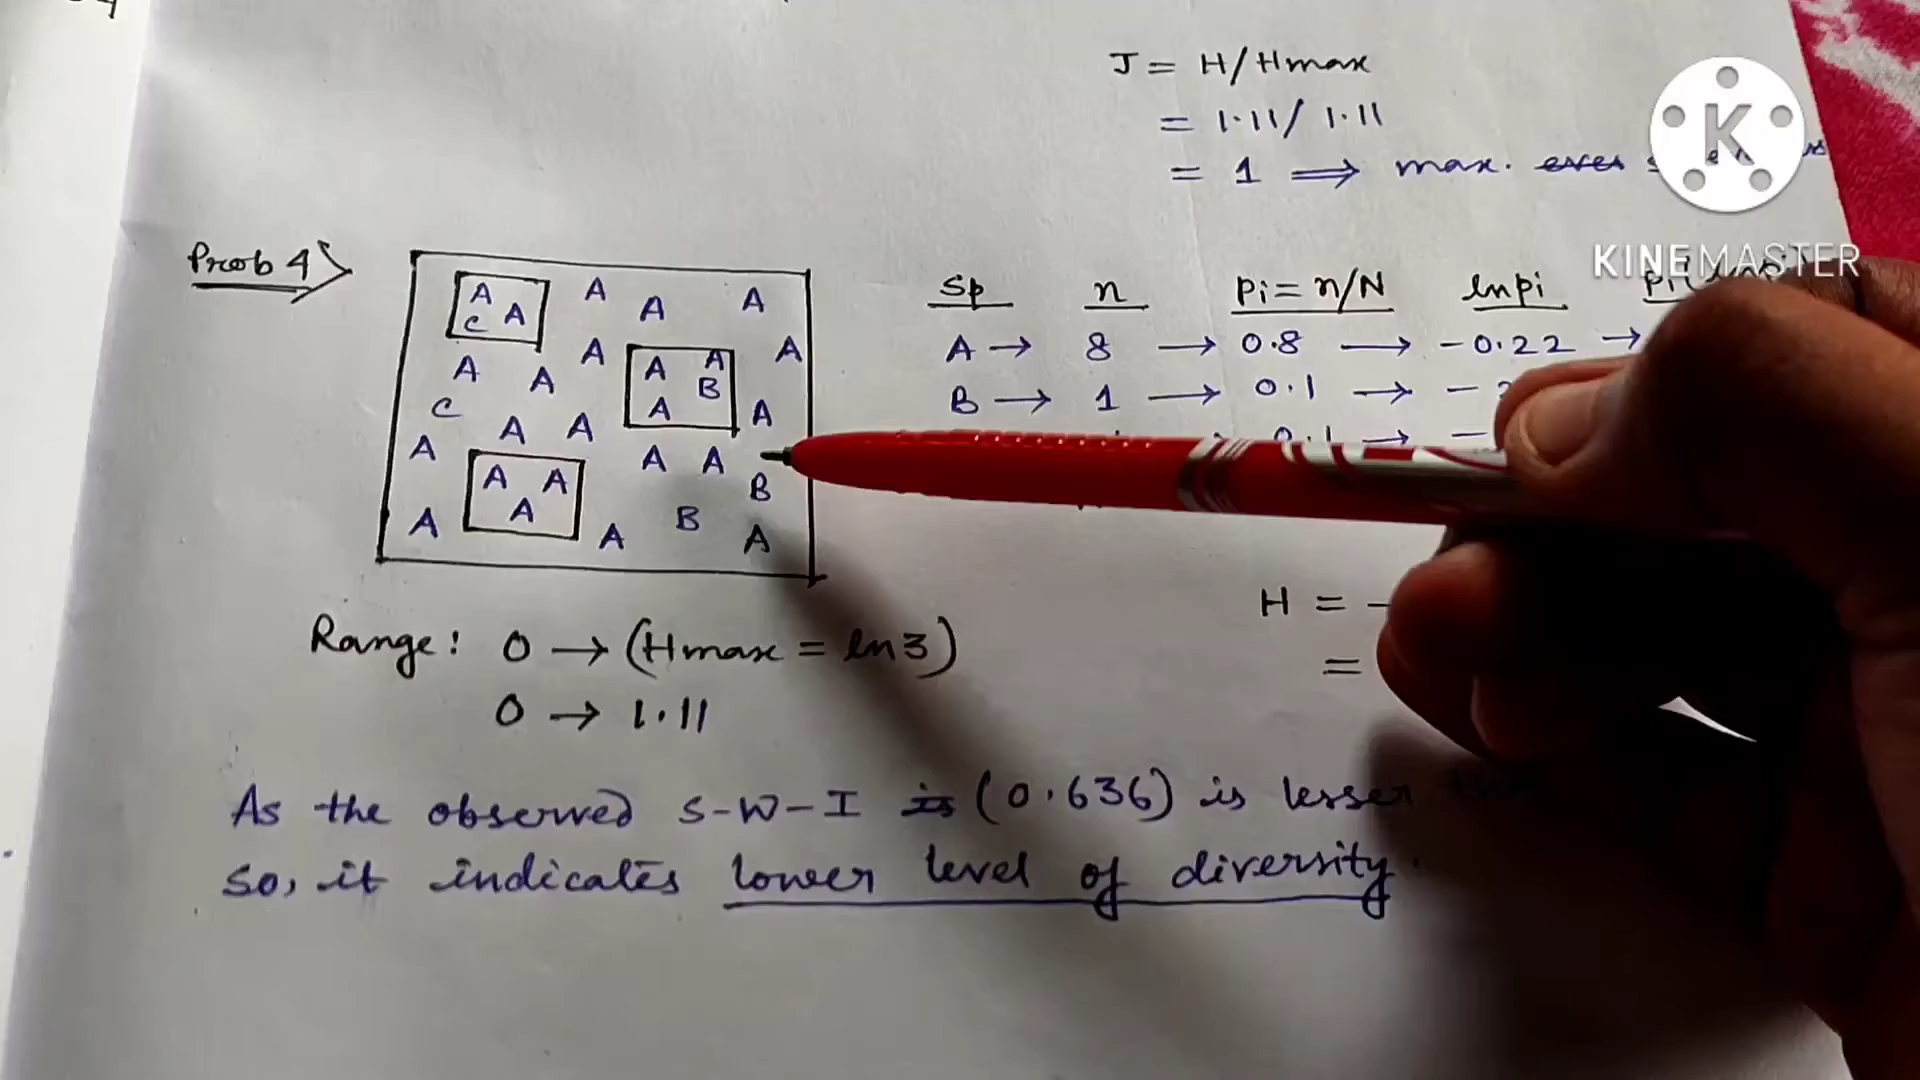 J = H/Hmax
= 1.11/ 1.11
= 1 ⟹ max.
K
KINEMASTER
Prob 4
A A A A
C A
A A A A A
A A B
C A A
A A A
A A A B
A A
A A B
A A A
Sp n Pi = n/N lnpi
A → 8 → 0.8 → -0.22 →
B → 1 → 0.1 → -
0.1 → -
H = -
=
Range: 0 → (Hmax = ln3)
0 → 1.11
As the observed S-W-I is (0.636) is lesser
So, it indicates lower level of diversity.